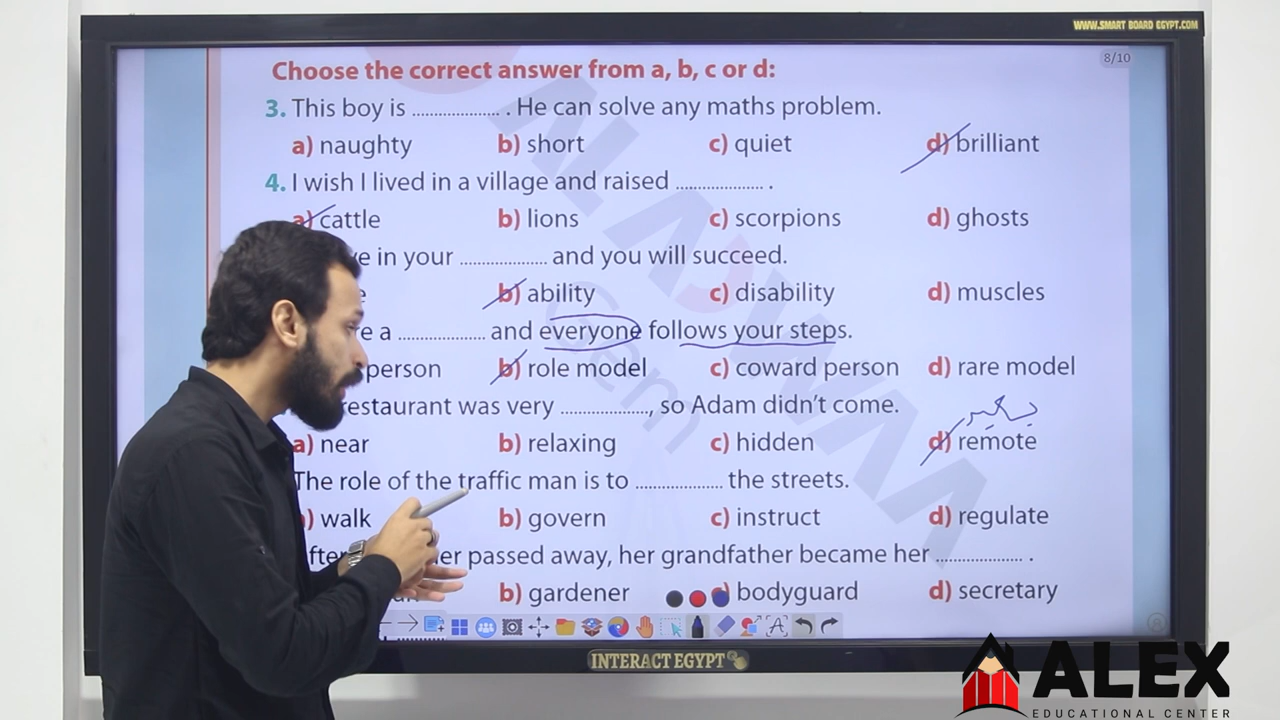 WWW.SMART BOARD EGYPT.COM
8/10
Choose the correct answer from a, b, c or d:
3. This boy is .................... . He can solve any maths problem.
a) naughty b) short c) quiet d) brilliant
4. I wish I lived in a village and raised .................... .
a) cattle b) lions c) scorpions d) ghosts
in your .................... and you will succeed.
b) ability c) disability d) muscles
a .................... and everyone follows your steps.
person b) role model c) coward person d) rare model
restaurant was very ...................., so Adam didn't come.
بعيد
a) near b) relaxing c) hidden d) remote
The role of the traffic man is to .................... the streets.
walk b) govern c) instruct d) regulate
passed away, her grandfather became her .................... .
b) gardener c) bodyguard d) secretary
INTERACT EGYPT
ALEX
EDUCATIONAL CENTER